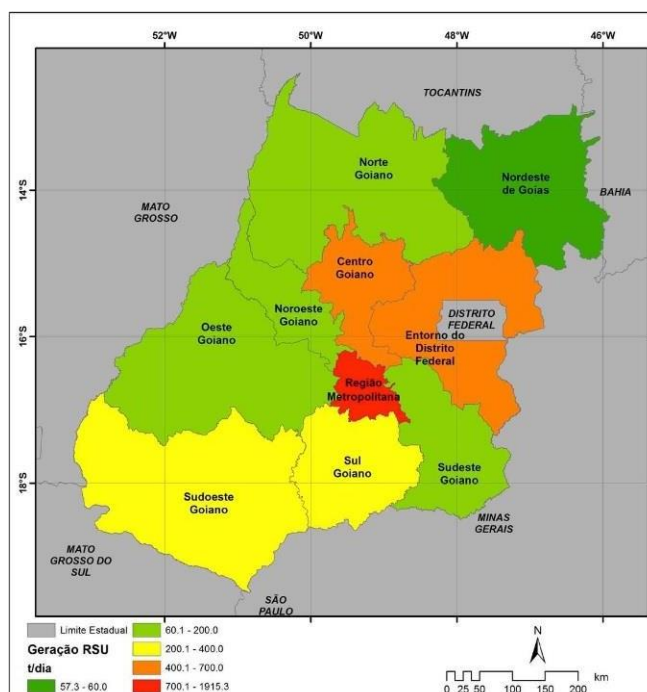 52°W 50°W 48°W 46°W
TOCANTINS
Norte
Goiano
Nordeste
de Goias
14°S
MATO
GROSSO
BAHIA
Centro
Goiano
Noroeste
Goiano
DISTRITO
FEDERAL
Oeste
Goiano
16°S
Entorno do
Distrito
Federal
Região
Metropolitana
Sul
Goiano
Sudeste
Goiano
18°S
Sudoeste
Goiano
MINAS
GERAIS
MATO
GROSSO DO
SUL
SÃO
PAULO
Limite Estadual
Geração RSU
t/dia
57.3 - 60.0
60.1 - 200.0
200.1 - 400.0
400.1 - 700.0
700,1 - 1915.3
N
km
0 25 50 100 150 200